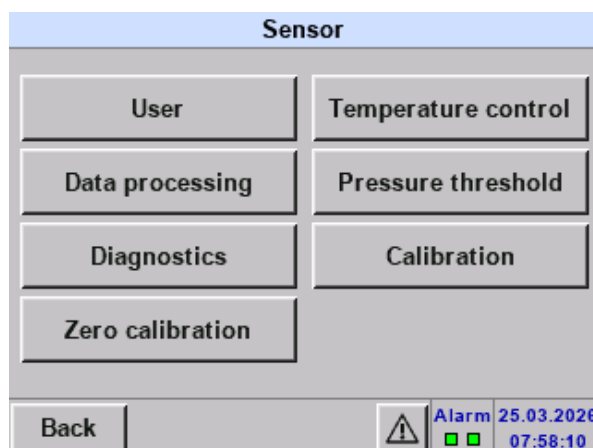 Sensor
User
Temperature control
Data processing
Pressure threshold
Diagnostics
Calibration
Zero calibration
Back
Alarm
25.03.2026
07:58:10